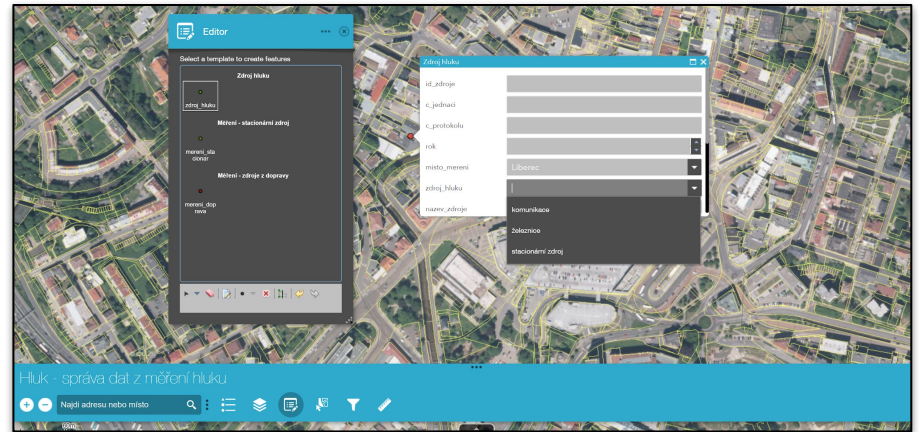 Editor
Select a template to create features
Zdroj hluku
zdroj_hluku
Měření - stacionární zdroj
mereni_sta
cionar
Měření - zdroje z dopravy
mereni_dop
rava
Zdroj hluku
id_zdroje
c_jednaci
c_protokolu
rok
misto_mereni
Liberec
zdroj_hluku
nazev_zdroje
komunikace
železnice
stacionární zdroj
Hluk - správa dat z měření hluku
Najdi adresu nebo místo